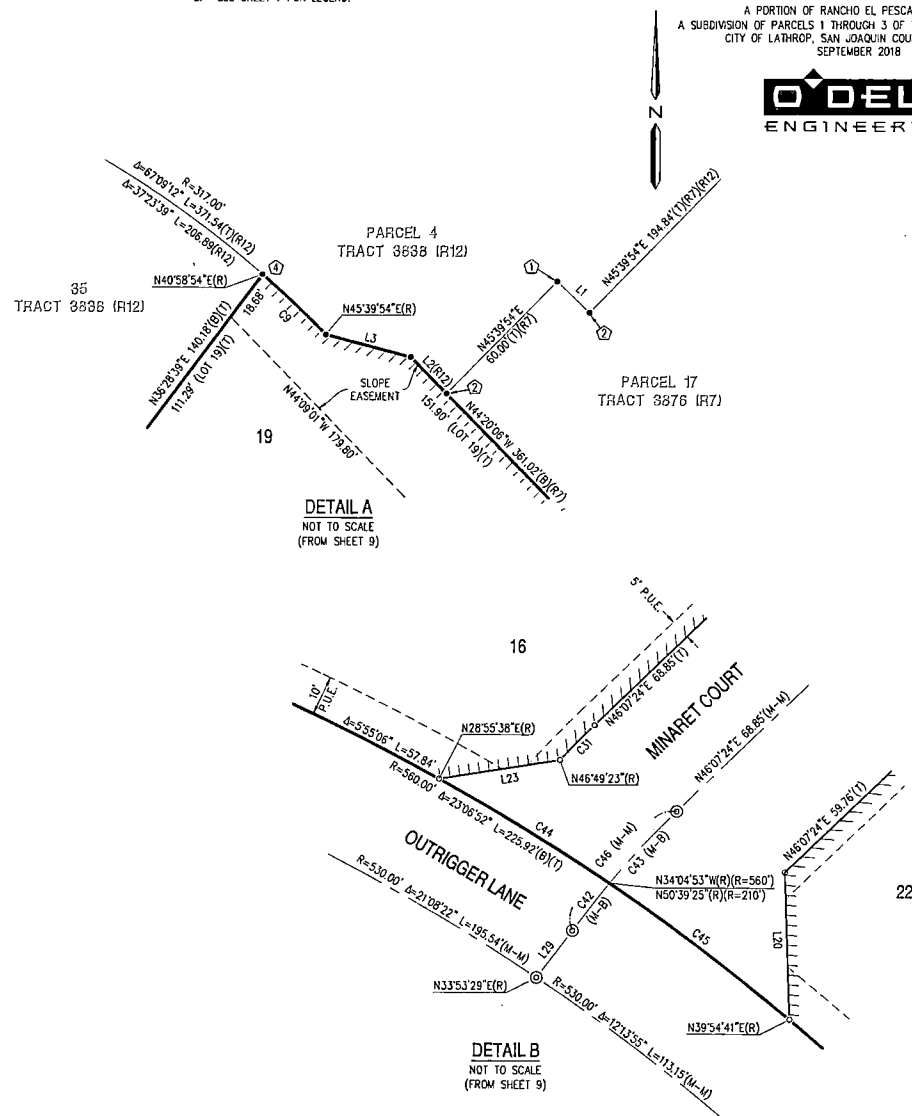 A PORTION OF RANCHO EL PESCA
A SUBDIVISION OF PARCELS 1 THROUGH 3 OF
CITY OF LATHROP, SAN JOAQUIN COU
SEPTEMBER 2018
O'DEL
ENGINEER
N
R=317.00'
Δ=67°09'12" L=371.54'(T)(R12)
Δ=37°23'39" L=206.89(R12)
N40°58'54"E(R)
4
PARCEL 4
TRACT 3838 (R12)
35
TRACT 3838 (R12)
18.68'
C9
N45°39'54"E(R)
L3
L2(R12)
N36°28'39"E 140.18'(B)(T)
111.29' (LOT 19)(T)
SLOPE
EASEMENT
N44°09'01"W 179.80'
19
1
L1
2
N45°39'54"E 194.84'(T)(R7)(R12)
N45°39'54"E
60.00'(T)(R7)
2
PARCEL 17
TRACT 3876 (R7)
N44°20'06"W 361.02'(B)(R7)
151.90' (LOT 19)(T)
DETAIL A
NOT TO SCALE
(FROM SHEET 9)
5' P.U.E.
16
10'
P.U.E.
N46°07'24"E 68.85'(T)
MINARET COURT
N28°55'38"E(R)
Δ=5°55'06" L=57.84'
L23
C31
N46°49'23"(R)
N46°07'24"E 68.85'(M-M)
R=560.00' Δ=23°06'52" L=225.92'(B)(T)
C44
OUTRIGGER LANE
C46 (M-M)
C43 (M-B)
N46°07'24"E 59.76'(T)
N34°04'53"W(R)(R=560')
N50°39'25"(R)(R=210')
22
C42
(M-B)
C45
L20
R=530.00' Δ=21°08'22" L=195.54'(M-M)
L29
N33°53'29"E(R)
R=530.00' Δ=12°13'55" L=113.15'(M-M)
N39°54'41"E(R)
DETAIL B
NOT TO SCALE
(FROM SHEET 9)